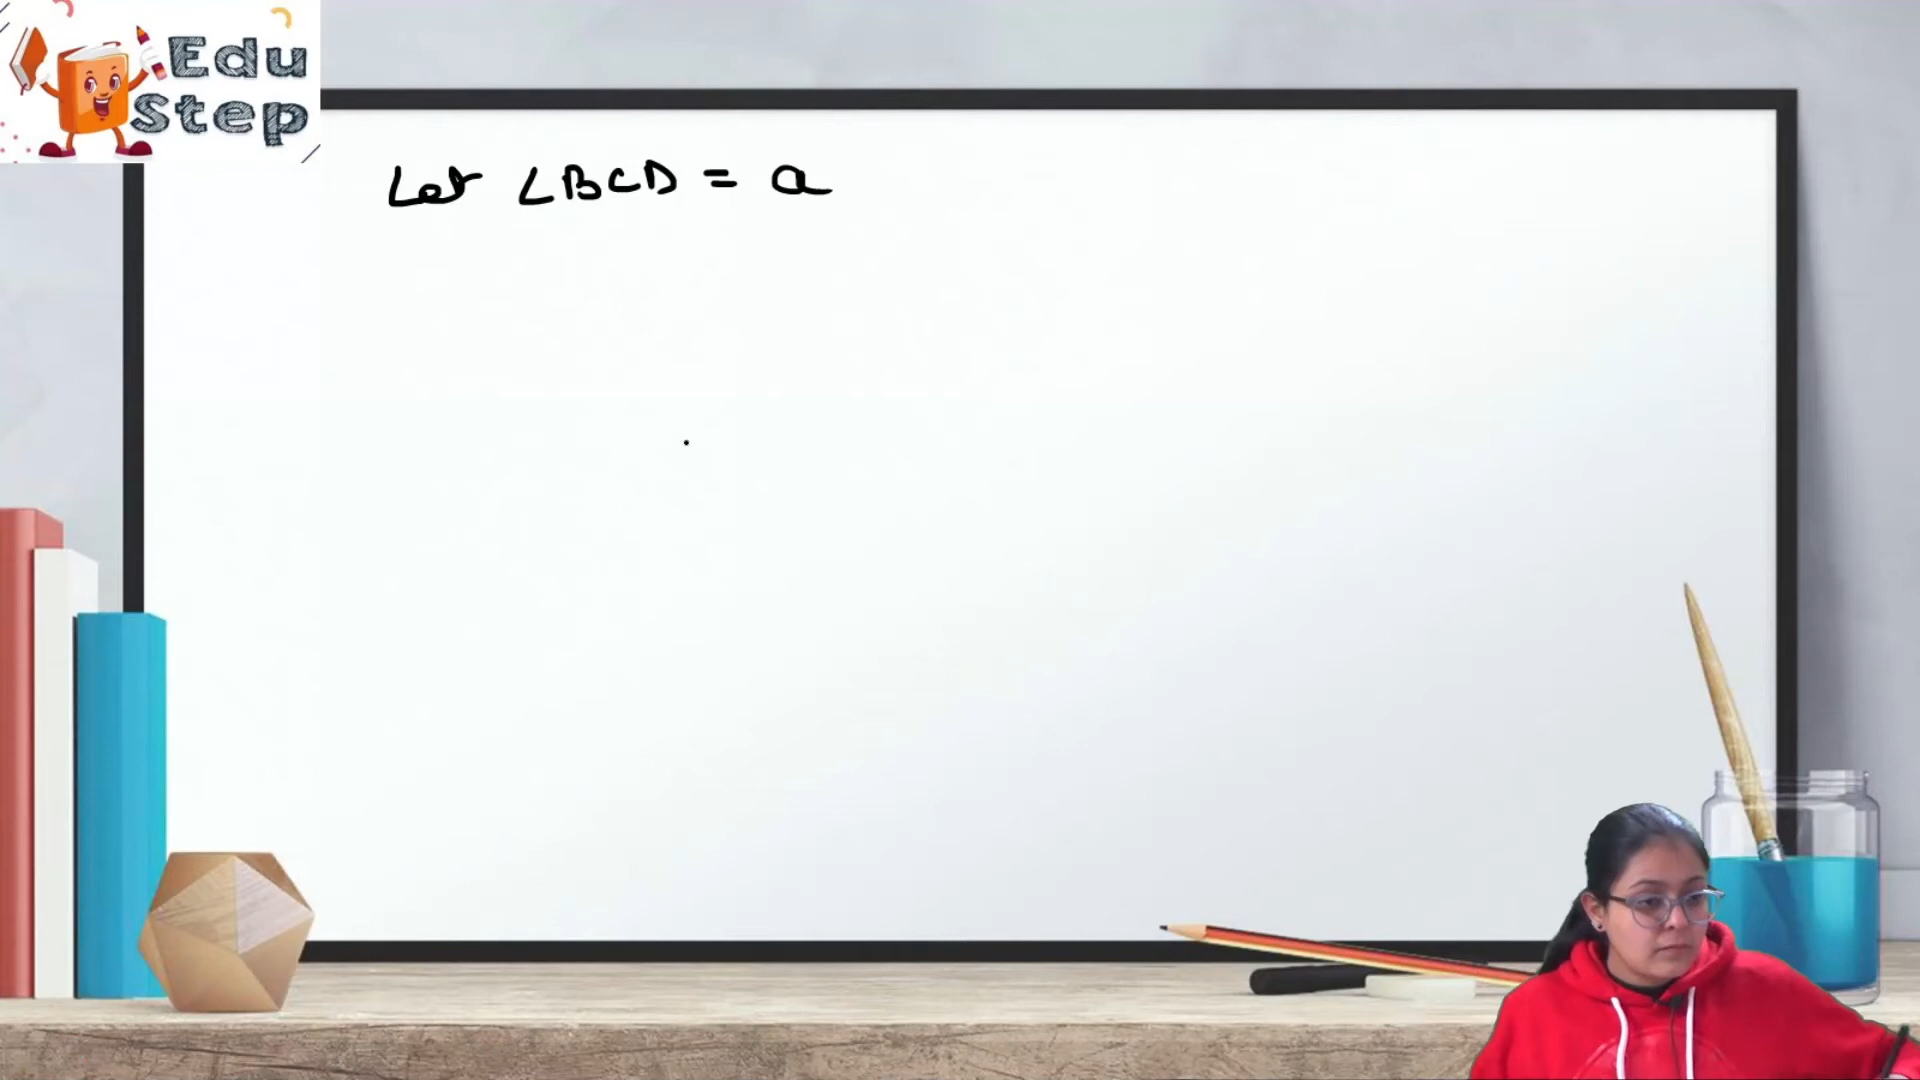 Edu
Step
Let ∠BCD = a